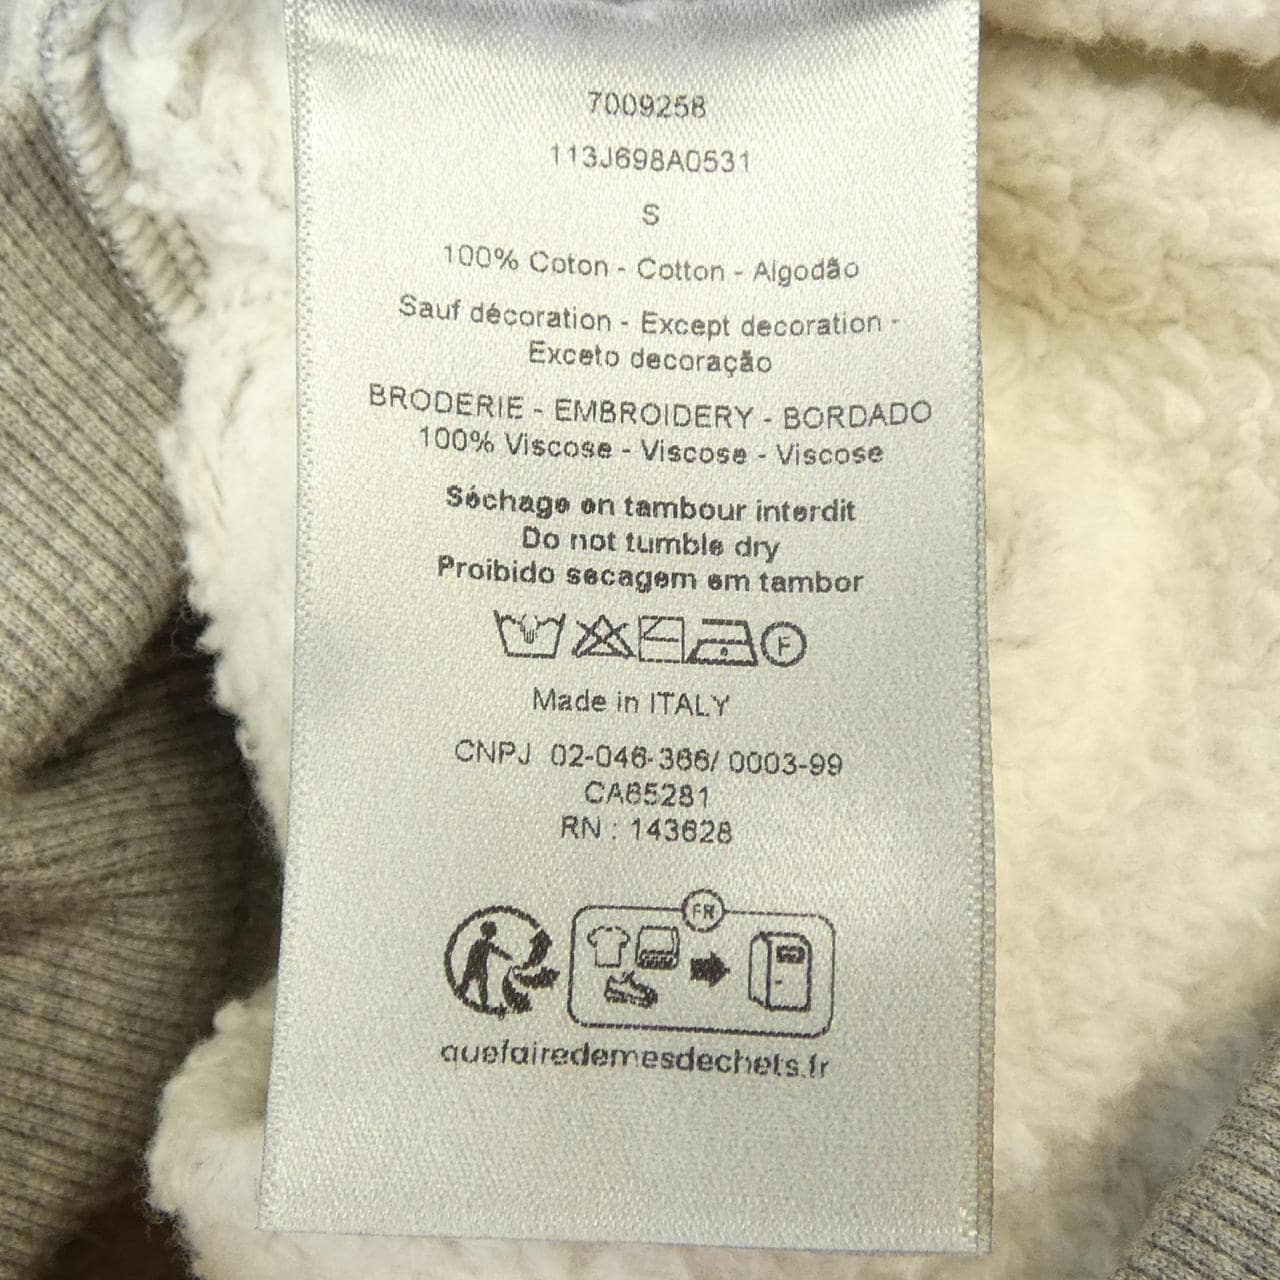 7009258
113J698A0531
S
100% Coton - Cotton - Algodão
Sauf décoration - Except decoration -
Exceto decoração
BRODERIE - EMBROIDERY - BORDADO
100% Viscose - Viscose - Viscose
Séchage en tambour interdit
Do not tumble dry
Proibido secagem em tambor
F
Made in ITALY
CNPJ 02-046-366/ 0003-99
CA65281
RN : 143628
FR
quefairedemesdechets.fr